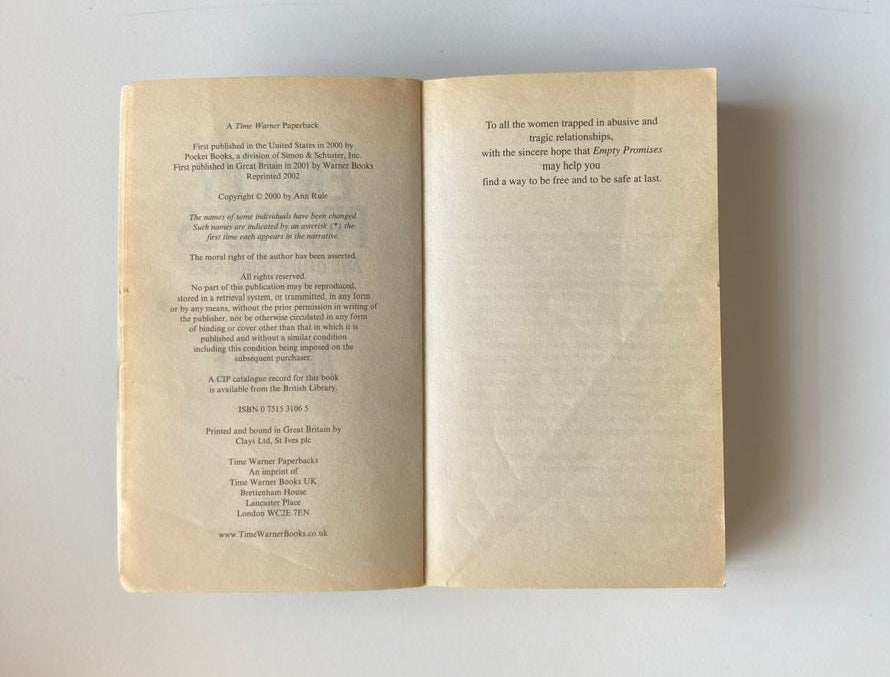 A Time Warner Paperback
First published in the United States in 2000 by
Pocket Books, a division of Simon & Schuster, Inc.
First published in Great Britain in 2001 by Warner Books
Reprinted 2002
Copyright © 2000 by Ann Rule
The names of some individuals have been changed.
Such names are indicated by an asterisk (*) the
first time each appears in the narrative.
The moral right of the author has been asserted.
All rights reserved.
No part of this publication may be reproduced,
stored in a retrieval system, or transmitted, in any form
or by any means, without the prior permission in writing of
the publisher, nor be otherwise circulated in any form
of binding or cover other than that in which it is
published and without a similar condition
including this condition being imposed on the
subsequent purchaser.
A CIP catalogue record for this book
is available from the British Library.
ISBN 0 7515 3106 5
Printed and bound in Great Britain by
Clays Ltd, St Ives plc
Time Warner Paperbacks
An imprint of
Time Warner Books UK
Brettenham House
Lancaster Place
London WC2E 7EN
www.TimeWarnerBooks.co.uk
To all the women trapped in abusive and
tragic relationships,
with the sincere hope that Empty Promises
may help you
find a way to be free and to be safe at last.